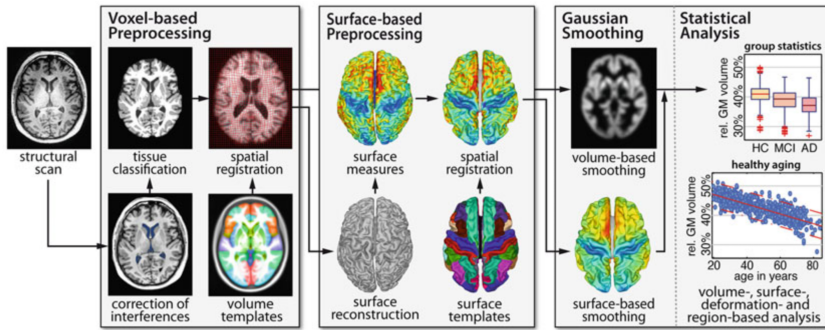 Voxel-based
Preprocessing
Surface-based
Preprocessing
Gaussian
Smoothing
Statistical
Analysis
structural
scan
tissue
classification
spatial
registration
correction of
interferences
volume
templates
surface
measures
spatial
registration
surface
reconstruction
surface
templates
volume-based
smoothing
surface-based
smoothing
group statistics
rel. GM volume
50%
40%
30%
HC MCI AD
healthy aging
rel. GM volume
50%
40%
30%
20 40 60 80
age in years
volume-, surface-,
deformation- and
region-based analysis